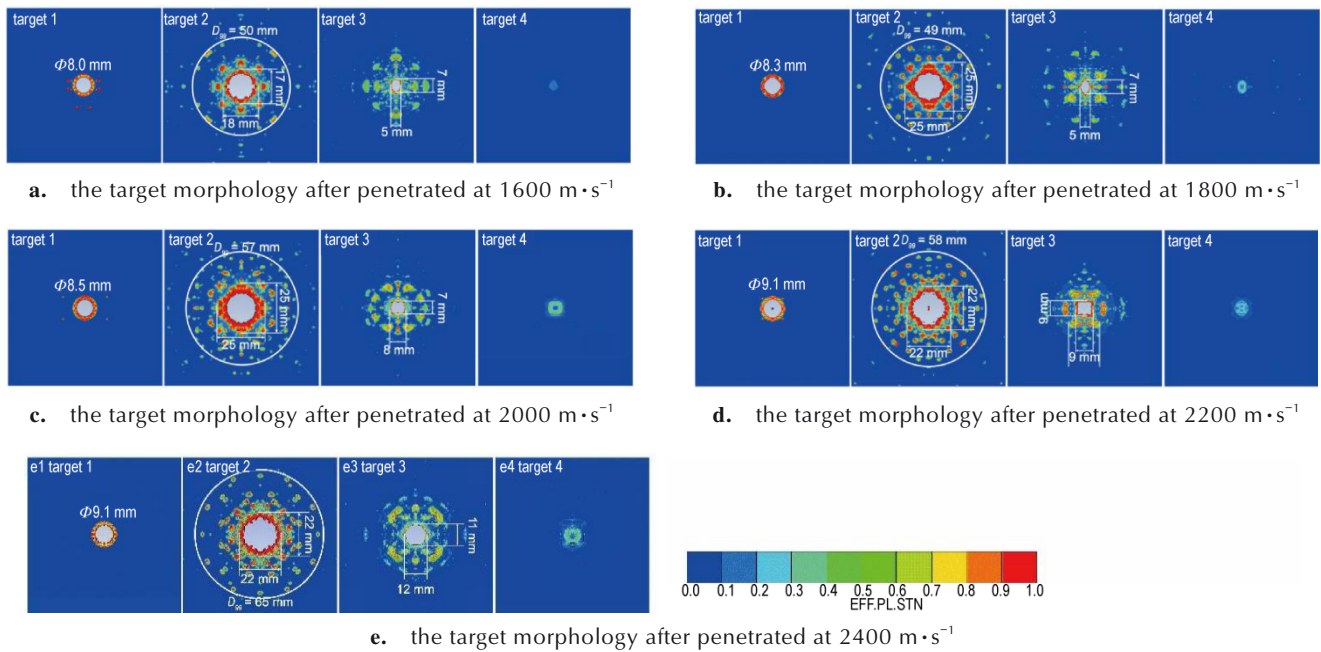 target 1
target 2
target 3
target 4
D99 = 50 mm
Φ8.0 mm
17 mm
7 mm
18 mm
5 mm
a. the target morphology after penetrated at 1600 m·s⁻¹
target 1
target 2
target 3
target 4
D99 = 49 mm
Φ8.3 mm
25 mm
7 mm
25 mm
5 mm
b. the target morphology after penetrated at 1800 m·s⁻¹
target 1
target 2
target 3
target 4
D99 = 57 mm
Φ8.5 mm
25 mm
7 mm
25 mm
8 mm
c. the target morphology after penetrated at 2000 m·s⁻¹
target 1
target 2
target 3
target 4
D99 = 58 mm
Φ9.1 mm
22 mm
9 mm
22 mm
9 mm
d. the target morphology after penetrated at 2200 m·s⁻¹
e1 target 1
e2 target 2
e3 target 3
e4 target 4
Φ9.1 mm
22 mm
11 mm
22 mm
12 mm
D99 = 65 mm
0.0 0.1 0.2 0.3 0.4 0.5 0.6 0.7 0.8 0.9 1.0
EFF.PL.STN
e. the target morphology after penetrated at 2400 m·s⁻¹